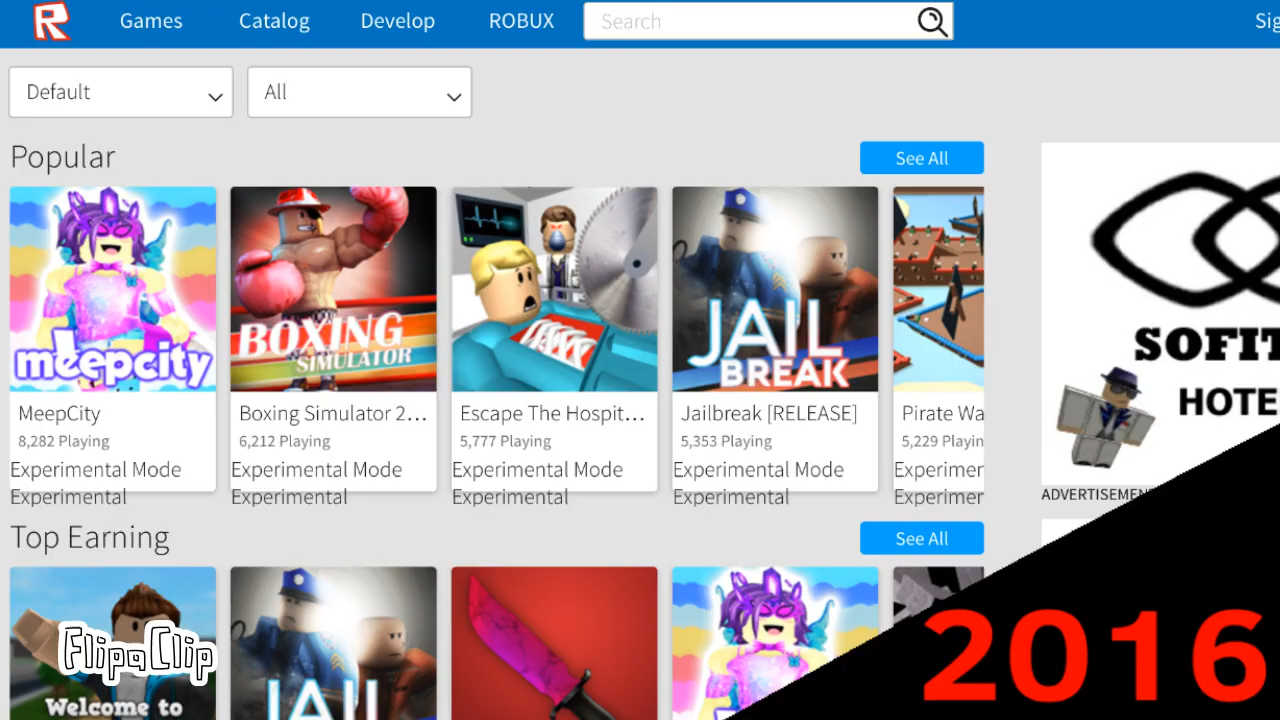 R
Games
Catalog
Develop
ROBUX
Search
Default
All
Popular
See All
meepcity
BOXING
SIMULATOR
JAIL
BREAK
SOFIT
HOTE
MeepCity
8,282 Playing
Experimental Mode
Experimental
Boxing Simulator 2...
6,212 Playing
Experimental Mode
Experimental
Escape The Hospit...
5,777 Playing
Experimental Mode
Experimental
Jailbreak [RELEASE]
5,353 Playing
Experimental Mode
Experimental
Pirate Wa
5,229 Playin
Experimer
Experimer
ADVERTISEMEN
Top Earning
See All
FlipaClip
Welcome to
JAIL
2016